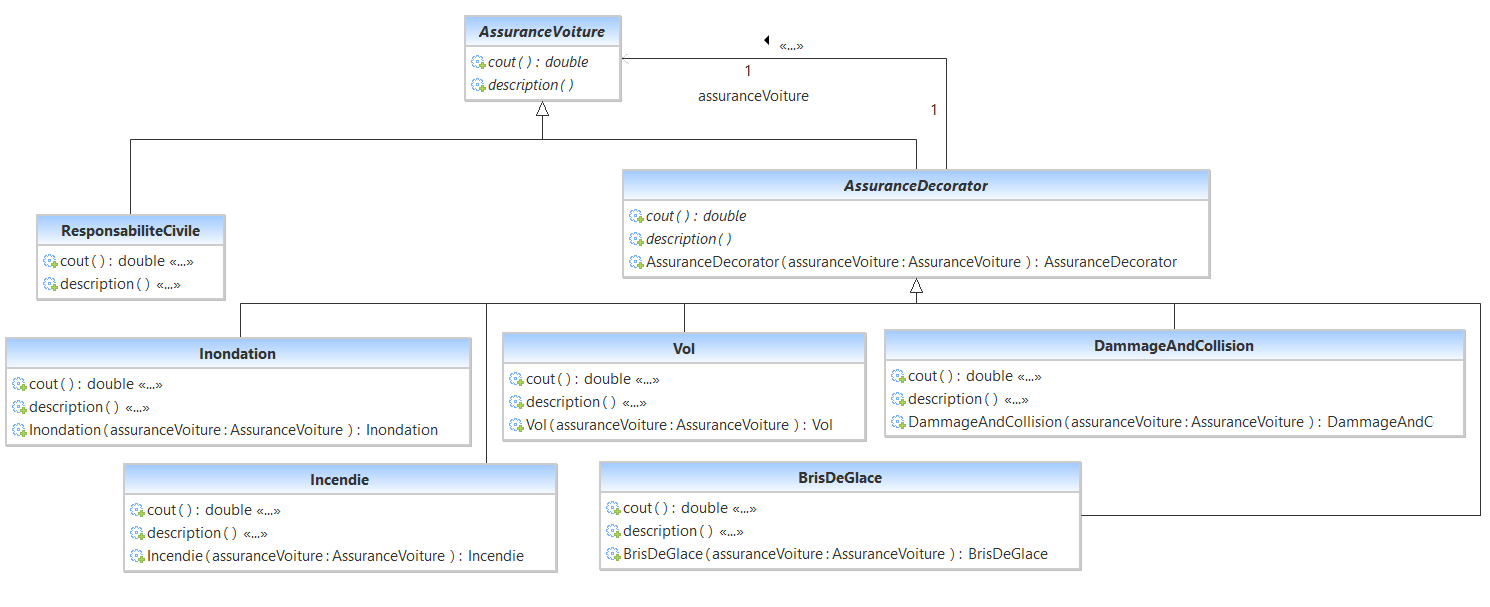 AssuranceVoiture
cout ( ) : double
description ( )
«...»
1
assuranceVoiture
1
AssuranceDecorator
cout ( ) : double
description ( )
AssuranceDecorator ( assuranceVoiture : AssuranceVoiture ) : AssuranceDecorator
ResponsabiliteCivile
cout ( ) : double «...»
description ( ) «...»
Inondation
cout ( ) : double «...»
description ( ) «...»
Inondation ( assuranceVoiture : AssuranceVoiture ) : Inondation
Vol
cout ( ) : double «...»
description ( ) «...»
Vol ( assuranceVoiture : AssuranceVoiture ) : Vol
DammageAndCollision
cout ( ) : double «...»
description ( ) «...»
DammageAndCollision ( assuranceVoiture : AssuranceVoiture ) : DammageAndC
Incendie
cout ( ) : double «...»
description ( ) «...»
Incendie ( assuranceVoiture : AssuranceVoiture ) : Incendie
BrisDeGlace
cout ( ) : double «...»
description ( ) «...»
BrisDeGlace ( assuranceVoiture : AssuranceVoiture ) : BrisDeGlace